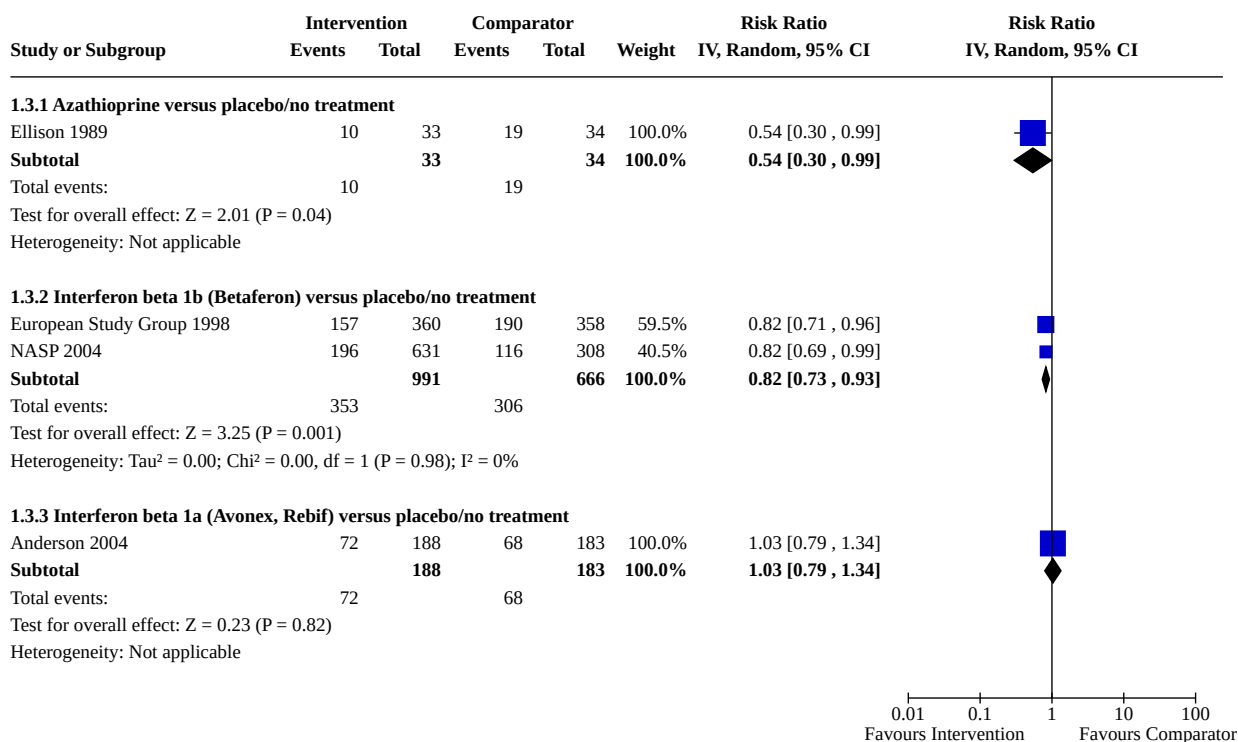 Intervention Comparator Risk Ratio Risk Ratio
Study or Subgroup Events Total Events Total Weight IV, Random, 95% CI IV, Random, 95% CI
1.3.1 Azathioprine versus placebo/no treatment
Ellison 1989 10 33 19 34 100.0% 0.54 [0.30 , 0.99]
Subtotal 33 34 100.0% 0.54 [0.30 , 0.99]
Total events: 10 19
Test for overall effect: Z = 2.01 (P = 0.04)
Heterogeneity: Not applicable
1.3.2 Interferon beta 1b (Betaferon) versus placebo/no treatment
European Study Group 1998 157 360 190 358 59.5% 0.82 [0.71 , 0.96]
NASP 2004 196 631 116 308 40.5% 0.82 [0.69 , 0.99]
Subtotal 991 666 100.0% 0.82 [0.73 , 0.93]
Total events: 353 306
Test for overall effect: Z = 3.25 (P = 0.001)
Heterogeneity: Tau² = 0.00; Chi² = 0.00, df = 1 (P = 0.98); I² = 0%
1.3.3 Interferon beta 1a (Avonex, Rebif) versus placebo/no treatment
Anderson 2004 72 188 68 183 100.0% 1.03 [0.79 , 1.34]
Subtotal 188 183 100.0% 1.03 [0.79 , 1.34]
Total events: 72 68
Test for overall effect: Z = 0.23 (P = 0.82)
Heterogeneity: Not applicable
0.01 0.1 1 10 100
Favours Intervention Favours Comparator